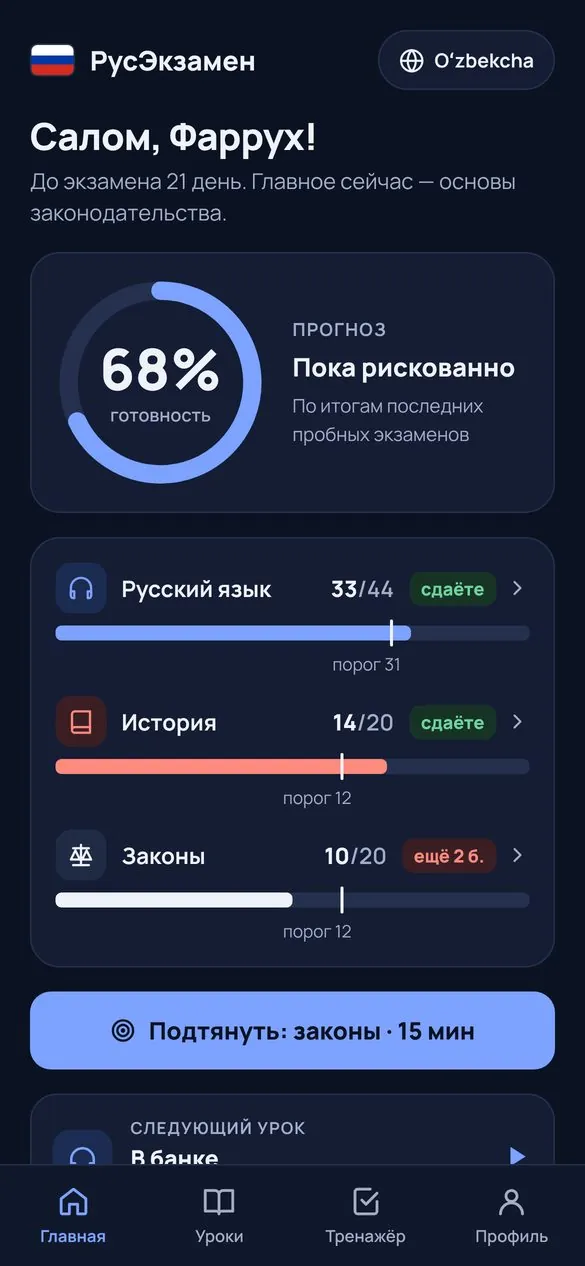 РусЭкзамен
Oʻzbekcha
Салом, Фаррух!
До экзамена 21 день. Главное сейчас — основы
законодательства.
68%
готовность
ПРОГНОЗ
Пока рискованно
По итогам последних
пробных экзаменов
Русский язык 33/44 сдаёте
порог 31
История 14/20 сдаёте
порог 12
Законы 10/20 ещё 2 б.
порог 12
Подтянуть: законы · 15 мин
СЛЕДУЮЩИЙ УРОК
В банке
Главная Уроки Тренажёр Профиль